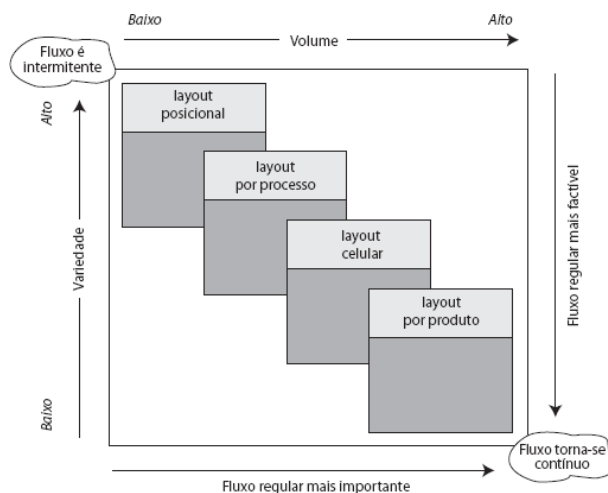 Baixo
Alto
Volume
Fluxo é
intermitente
Alto
Variedade
Baixo
layout
posicional
layout
por processo
layout
celular
layout
por produto
Fluxo regular mais factível
Fluxo torna-se
contínuo
Fluxo regular mais importante